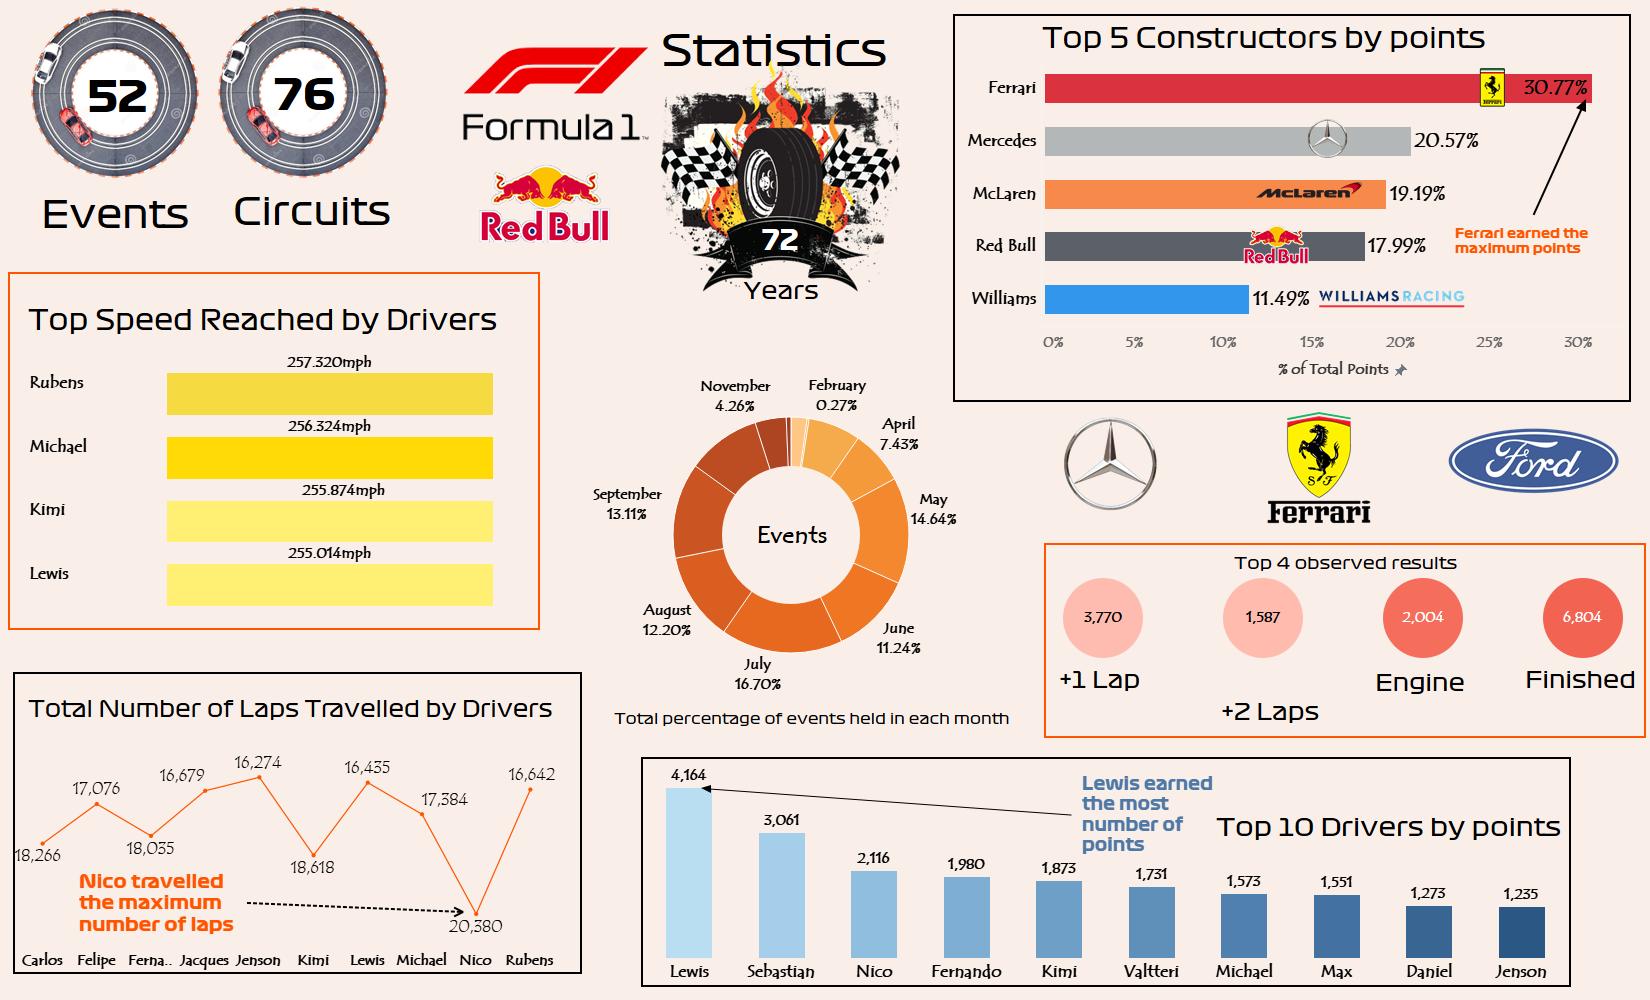 52
Events
76
Circuits
Formula 1
Red Bull
Statistics
72
Years
Top 5 Constructors by points
Ferrari
30.77%
Mercedes
20.57%
McLaren
McLaren
19.19%
Red Bull
Red Bull
17.99%
Williams
11.49%
WILLIAMS RACING
Ferrari earned the
maximum points
0% 5% 10% 15% 20% 25% 30%
% of Total Points
Top Speed Reached by Drivers
257.320mph
Rubens
256.324mph
Michael
255.874mph
Kimi
255.014mph
Lewis
November
4.26%
February
0.27%
April
7.43%
September
13.11%
May
14.64%
Events
August
12.20%
June
11.24%
July
16.70%
Total percentage of events held in each month
S F
Ferrari
Ford
Top 4 observed results
3,770
1,587
2,004
6,804
+1 Lap
+2 Laps
Engine
Finished
Total Number of Laps Travelled by Drivers
18,266
17,076
18,035
16,679
16,274
18,618
16,435
17,384
20,380
16,642
Nico travelled
the maximum
number of laps
Carlos Felipe Ferna.. Jacques Jenson Kimi Lewis Michael Nico Rubens
Top 10 Drivers by points
Lewis earned
the most
number of
points
4,164
3,061
2,116
1,980
1,873
1,731
1,573
1,551
1,273
1,235
Lewis Sebastian Nico Fernando Kimi Valtteri Michael Max Daniel Jenson